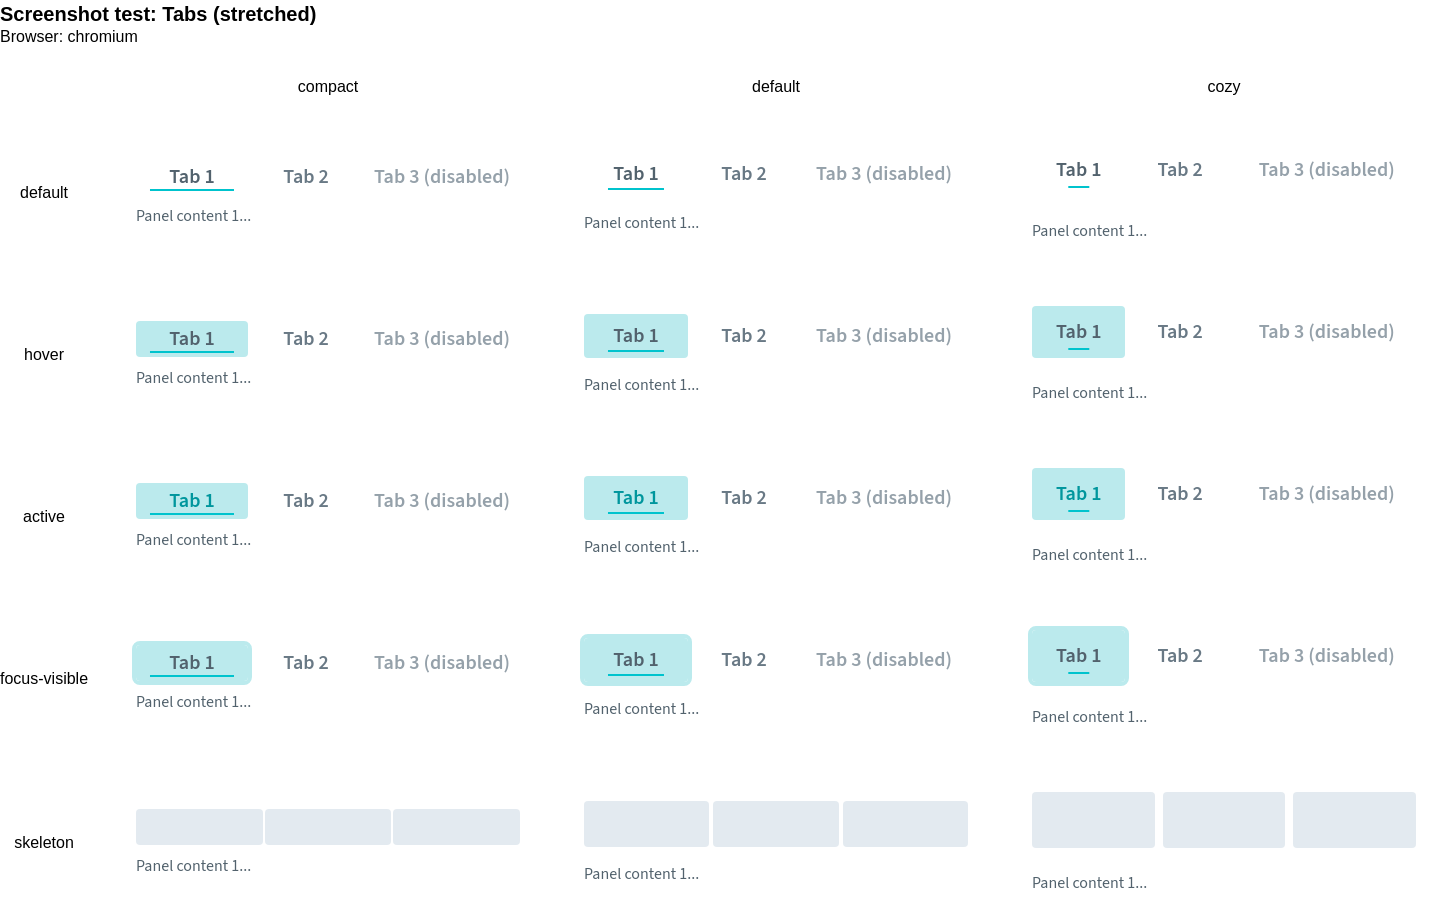 Screenshot test: Tabs (stretched)
Browser: chromium
compact default cozy
default Tab 1 Tab 2 Tab 3 (disabled) Tab 1 Tab 2 Tab 3 (disabled) Tab 1 Tab 2 Tab 3 (disabled)
Panel content 1... Panel content 1... Panel content 1...
hover Tab 1 Tab 2 Tab 3 (disabled) Tab 1 Tab 2 Tab 3 (disabled) Tab 1 Tab 2 Tab 3 (disabled)
Panel content 1... Panel content 1... Panel content 1...
active Tab 1 Tab 2 Tab 3 (disabled) Tab 1 Tab 2 Tab 3 (disabled) Tab 1 Tab 2 Tab 3 (disabled)
Panel content 1... Panel content 1... Panel content 1...
focus-visible Tab 1 Tab 2 Tab 3 (disabled) Tab 1 Tab 2 Tab 3 (disabled) Tab 1 Tab 2 Tab 3 (disabled)
Panel content 1... Panel content 1... Panel content 1...
skeleton
Panel content 1... Panel content 1... Panel content 1...